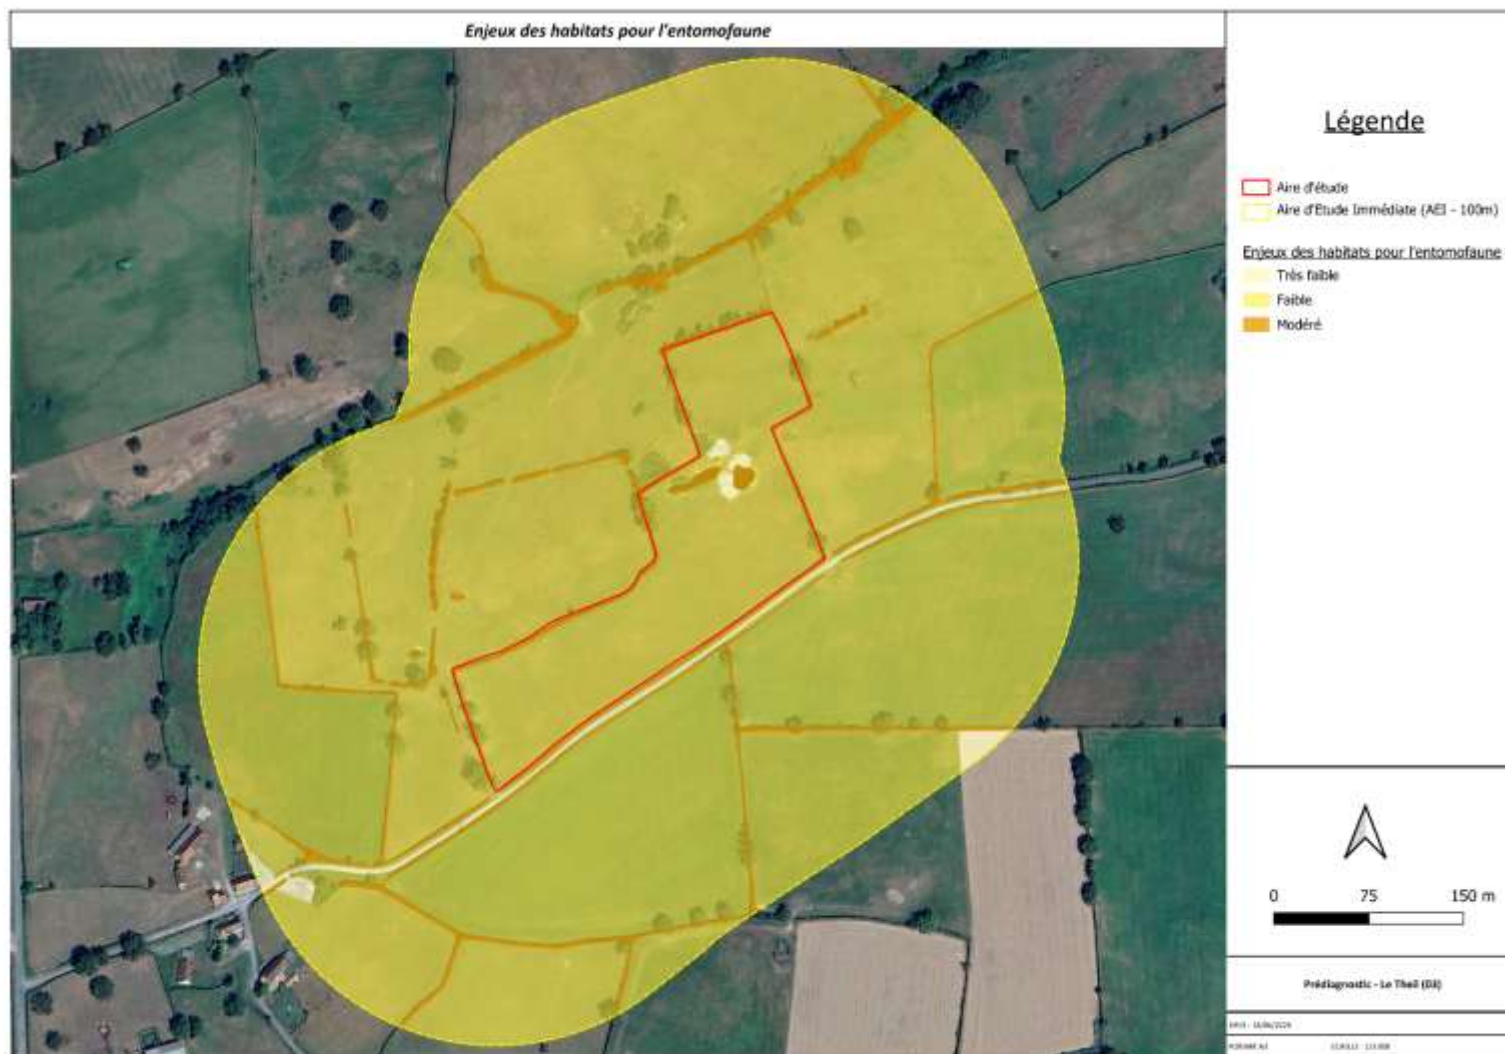 Enjeux des habitats pour l'entomofaune
Légende
Aire d'étude
Aire d'Etude Immédiate (AEI - 100m)
Enjeux des habitats pour l'entomofaune
Très faible
Faible
Modéré
0 75 150 m
Prédiagnostic - Le Theil (03)